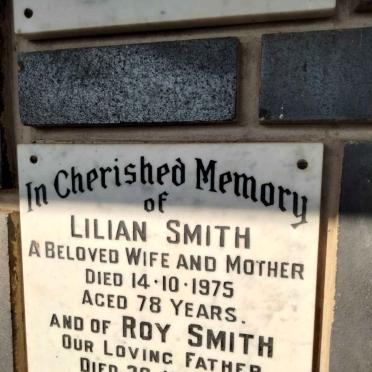 In Cherished Memory
of
LILIAN SMITH
A BELOVED WIFE AND MOTHER
DIED 14·10·1975
AGED 78 YEARS.
AND OF ROY SMITH
OUR LOVING FATHER
DIED